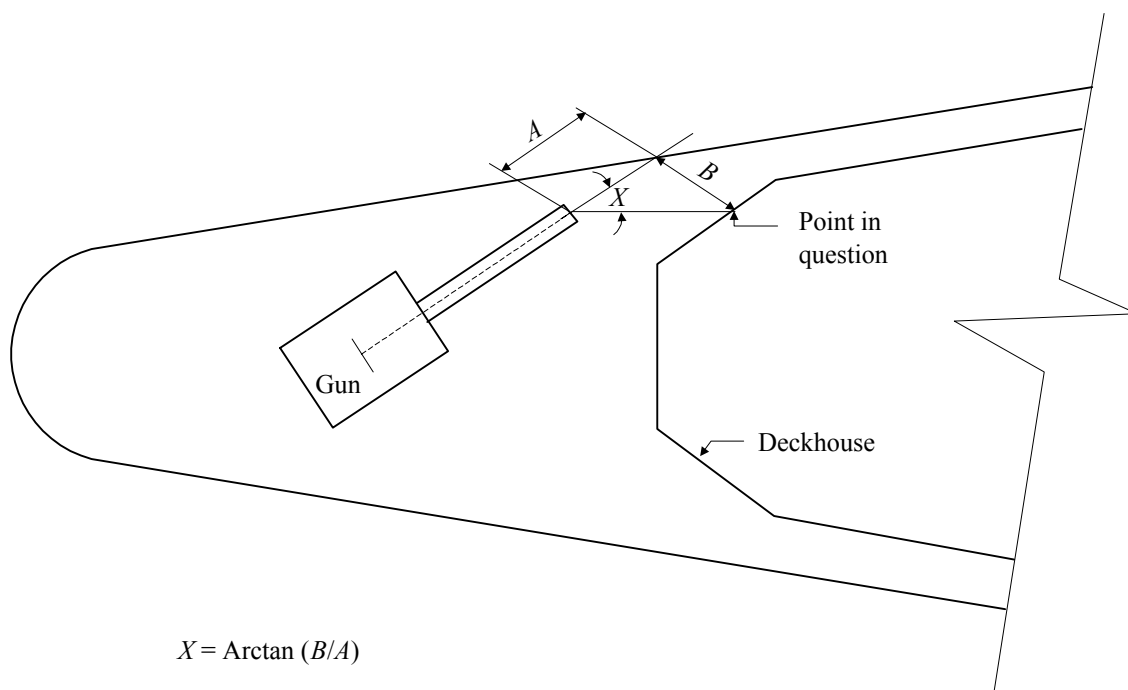 A
B
X
Point in
question
Gun
Deckhouse
X = Arctan (B/A)